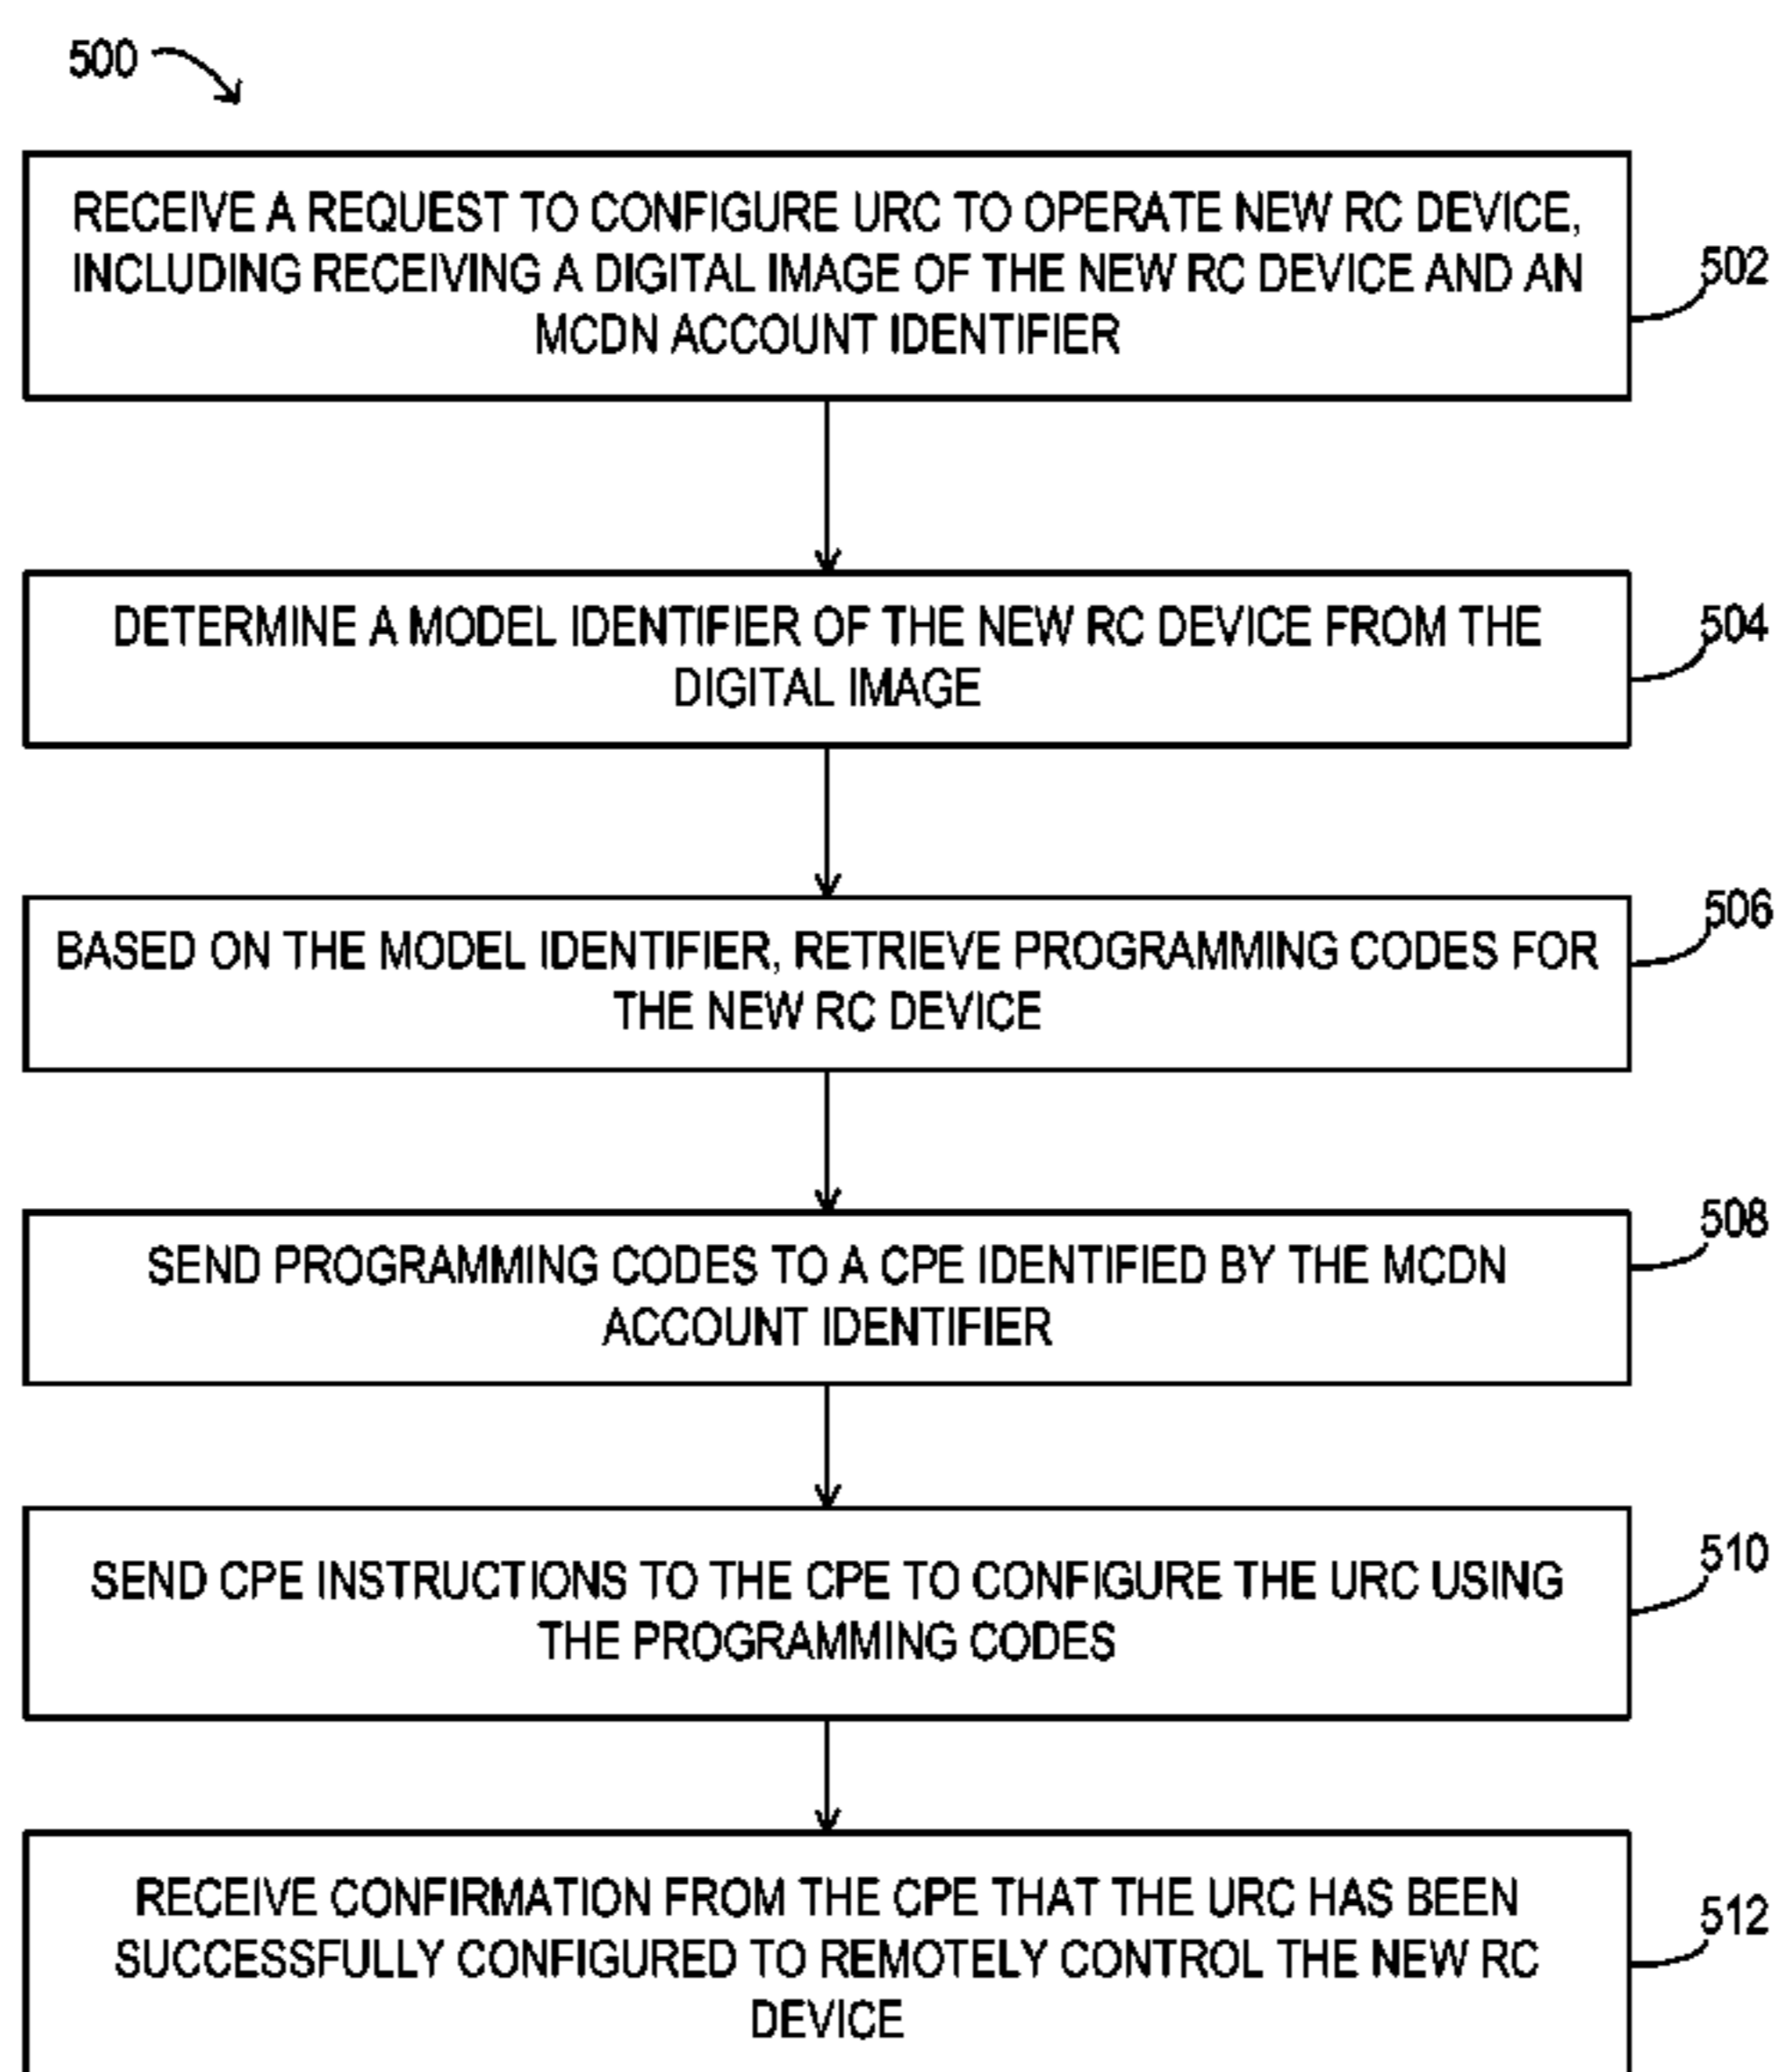 500
RECEIVE A REQUEST TO CONFIGURE URC TO OPERATE NEW RC DEVICE,
INCLUDING RECEIVING A DIGITAL IMAGE OF THE NEW RC DEVICE AND AN
MCDN ACCOUNT IDENTIFIER
502
DETERMINE A MODEL IDENTIFIER OF THE NEW RC DEVICE FROM THE
DIGITAL IMAGE
504
BASED ON THE MODEL IDENTIFIER, RETRIEVE PROGRAMMING CODES FOR
THE NEW RC DEVICE
506
SEND PROGRAMMING CODES TO A CPE IDENTIFIED BY THE MCDN
ACCOUNT IDENTIFIER
508
SEND CPE INSTRUCTIONS TO THE CPE TO CONFIGURE THE URC USING
THE PROGRAMMING CODES
510
RECEIVE CONFIRMATION FROM THE CPE THAT THE URC HAS BEEN
SUCCESSFULLY CONFIGURED TO REMOTELY CONTROL THE NEW RC
DEVICE
512